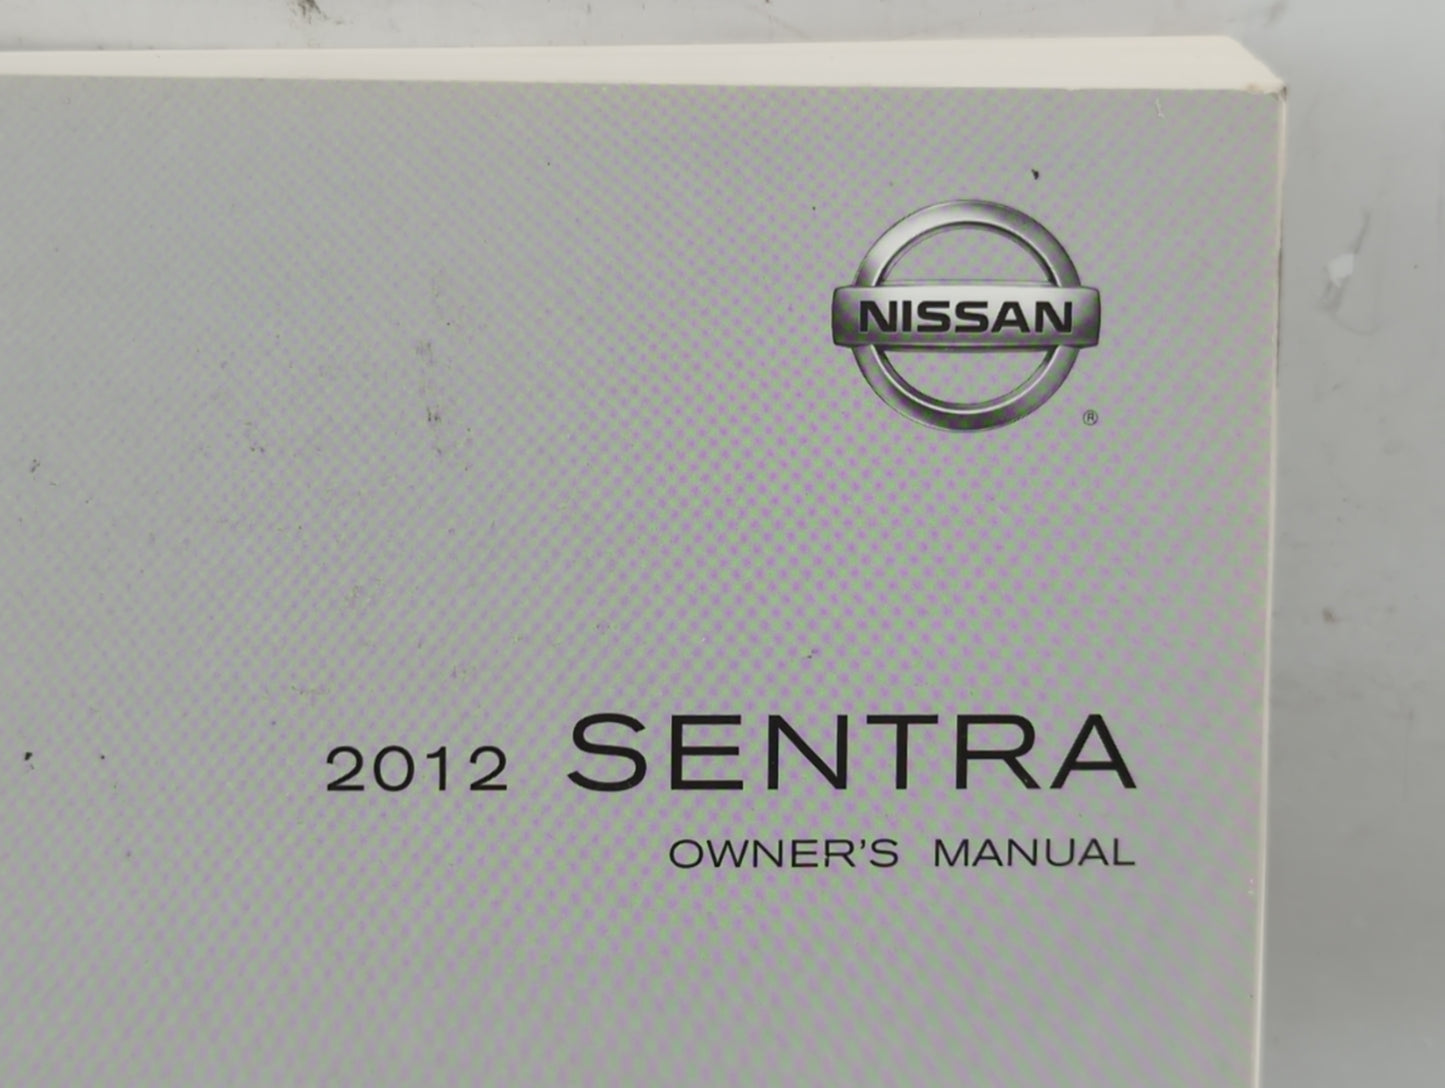 NISSAN
®
2012 SENTRA
OWNER'S MANUAL